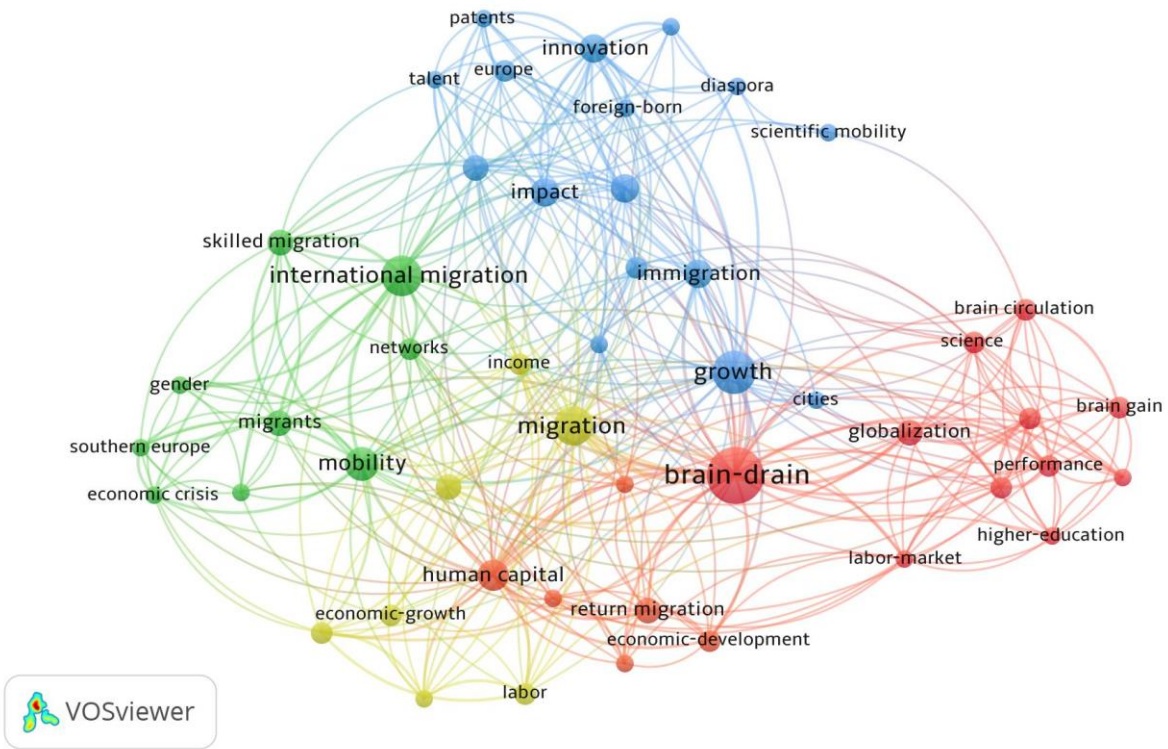 patents
innovation
talent
europe
foreign-born
diaspora
scientific mobility
impact
skilled migration
international migration
immigration
networks
income
growth
brain circulation
science
gender
cities
brain gain
migrants
migration
globalization
southern europe
mobility
brain-drain
performance
economic crisis
higher-education
labor-market
human capital
economic-growth
return migration
economic-development
labor
VOSviewer